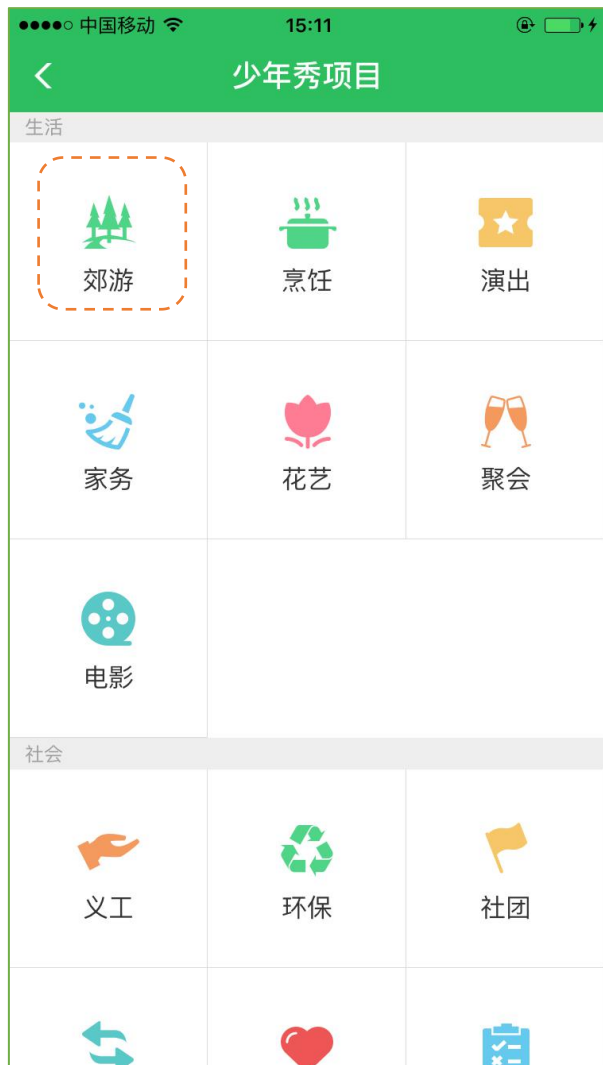 中国移动 15:11
少年秀项目
生活
郊游 烹饪 演出
家务 花艺 聚会
电影
社会
义工 环保 社团